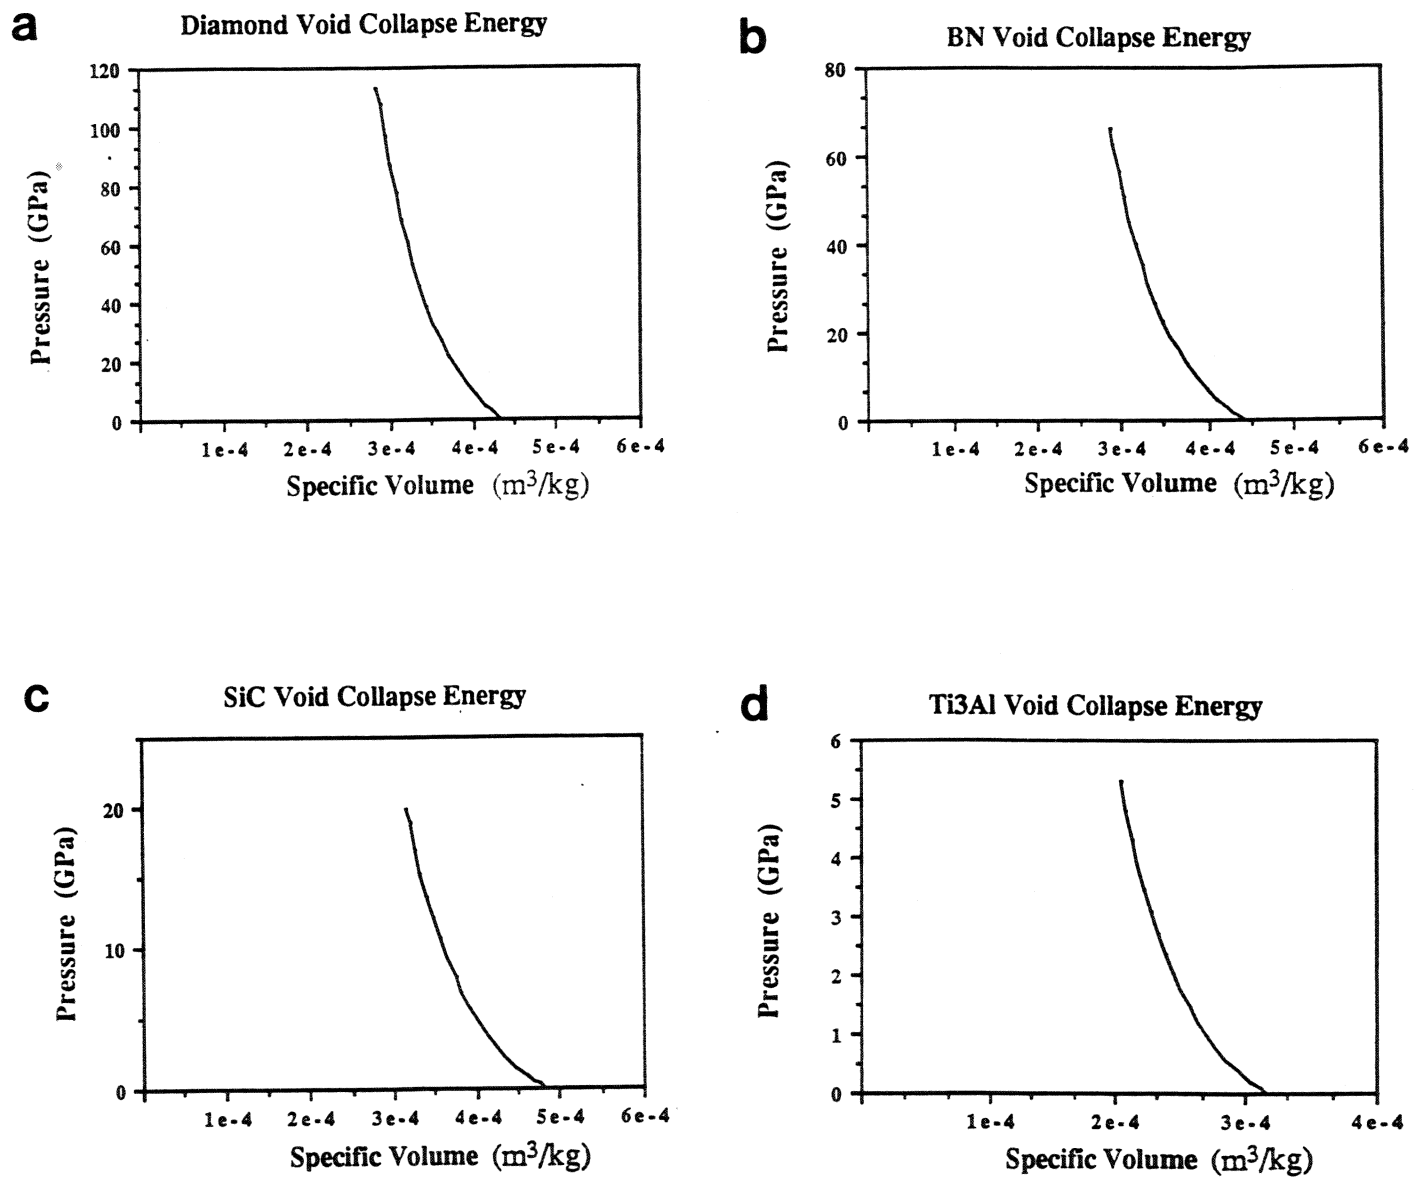 a
Diamond Void Collapse Energy
120
100
80
60
40
20
0
Pressure (GPa)
1e-4 2e-4 3e-4 4e-4 5e-4 6e-4
Specific Volume (m³/kg)
b
BN Void Collapse Energy
80
60
40
20
0
Pressure (GPa)
1e-4 2e-4 3e-4 4e-4 5e-4 6e-4
Specific Volume (m³/kg)
c
SiC Void Collapse Energy
20
10
0
Pressure (GPa)
1e-4 2e-4 3e-4 4e-4 5e-4 6e-4
Specific Volume (m³/kg)
d
Ti3Al Void Collapse Energy
6
5
4
3
2
1
0
Pressure (GPa)
1e-4 2e-4 3e-4 4e-4
Specific Volume (m³/kg)